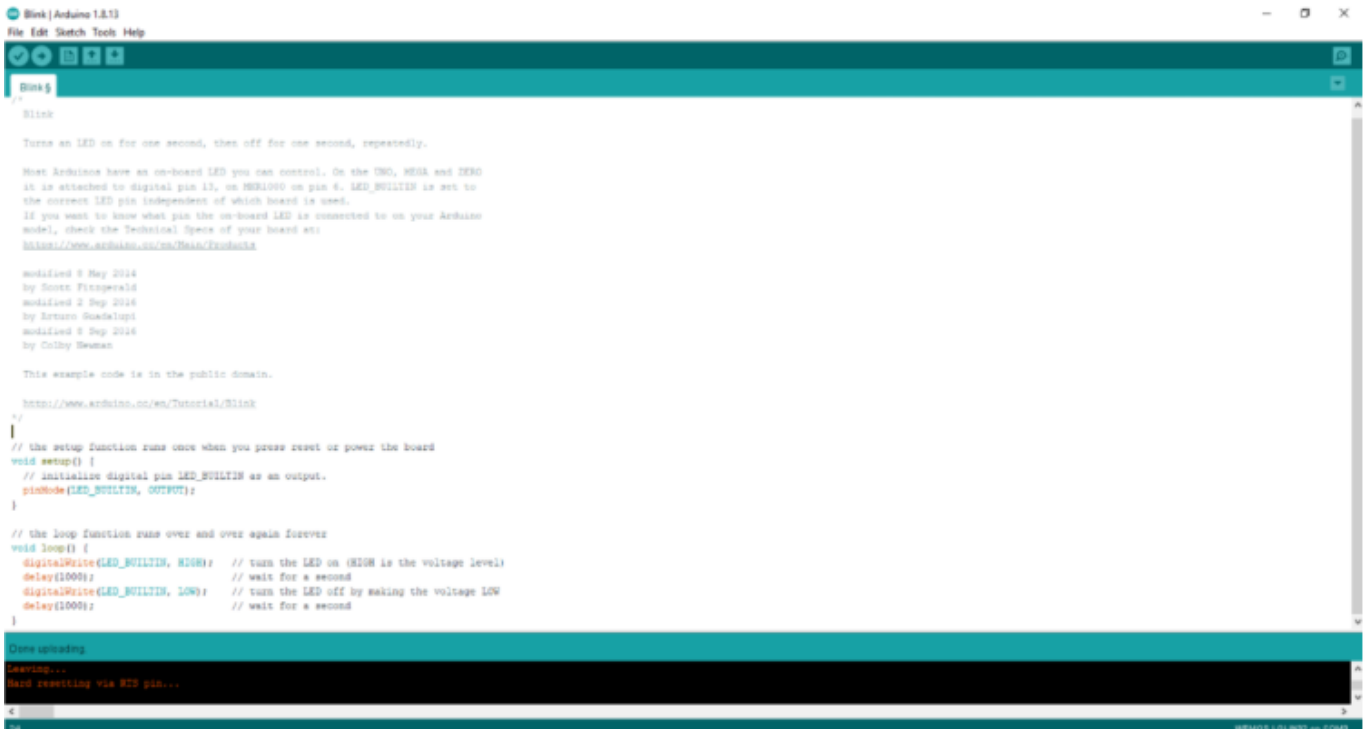 Blink | Arduino 1.8.13
File Edit Sketch Tools Help
Blink §
/*
Blink
Turns an LED on for one second, then off for one second, repeatedly.
Most Arduinos have an on-board LED you can control. On the UNO, MEGA and ZERO
it is attached to digital pin 13, on MKR1000 on pin 6. LED_BUILTIN is set to
the correct LED pin independent of which board is used.
If you want to know what pin the on-board LED is connected to on your Arduino
model, check the Technical Specs of your board at:
https://www.arduino.cc/en/Main/Products
modified 8 May 2014
by Scott Fitzgerald
modified 2 Sep 2016
by Arturo Guadalupi
modified 8 Sep 2016
by Colby Newman
This example code is in the public domain.
http://www.arduino.cc/en/Tutorial/Blink
*/
// the setup function runs once when you press reset or power the board
void setup() {
// initialize digital pin LED_BUILTIN as an output.
pinMode(LED_BUILTIN, OUTPUT);
}
// the loop function runs over and over again forever
void loop() {
digitalWrite(LED_BUILTIN, HIGH); // turn the LED on (HIGH is the voltage level)
delay(1000); // wait for a second
digitalWrite(LED_BUILTIN, LOW); // turn the LED off by making the voltage LOW
delay(1000); // wait for a second
}
Done uploading.
Leaving...
Hard resetting via RTS pin...